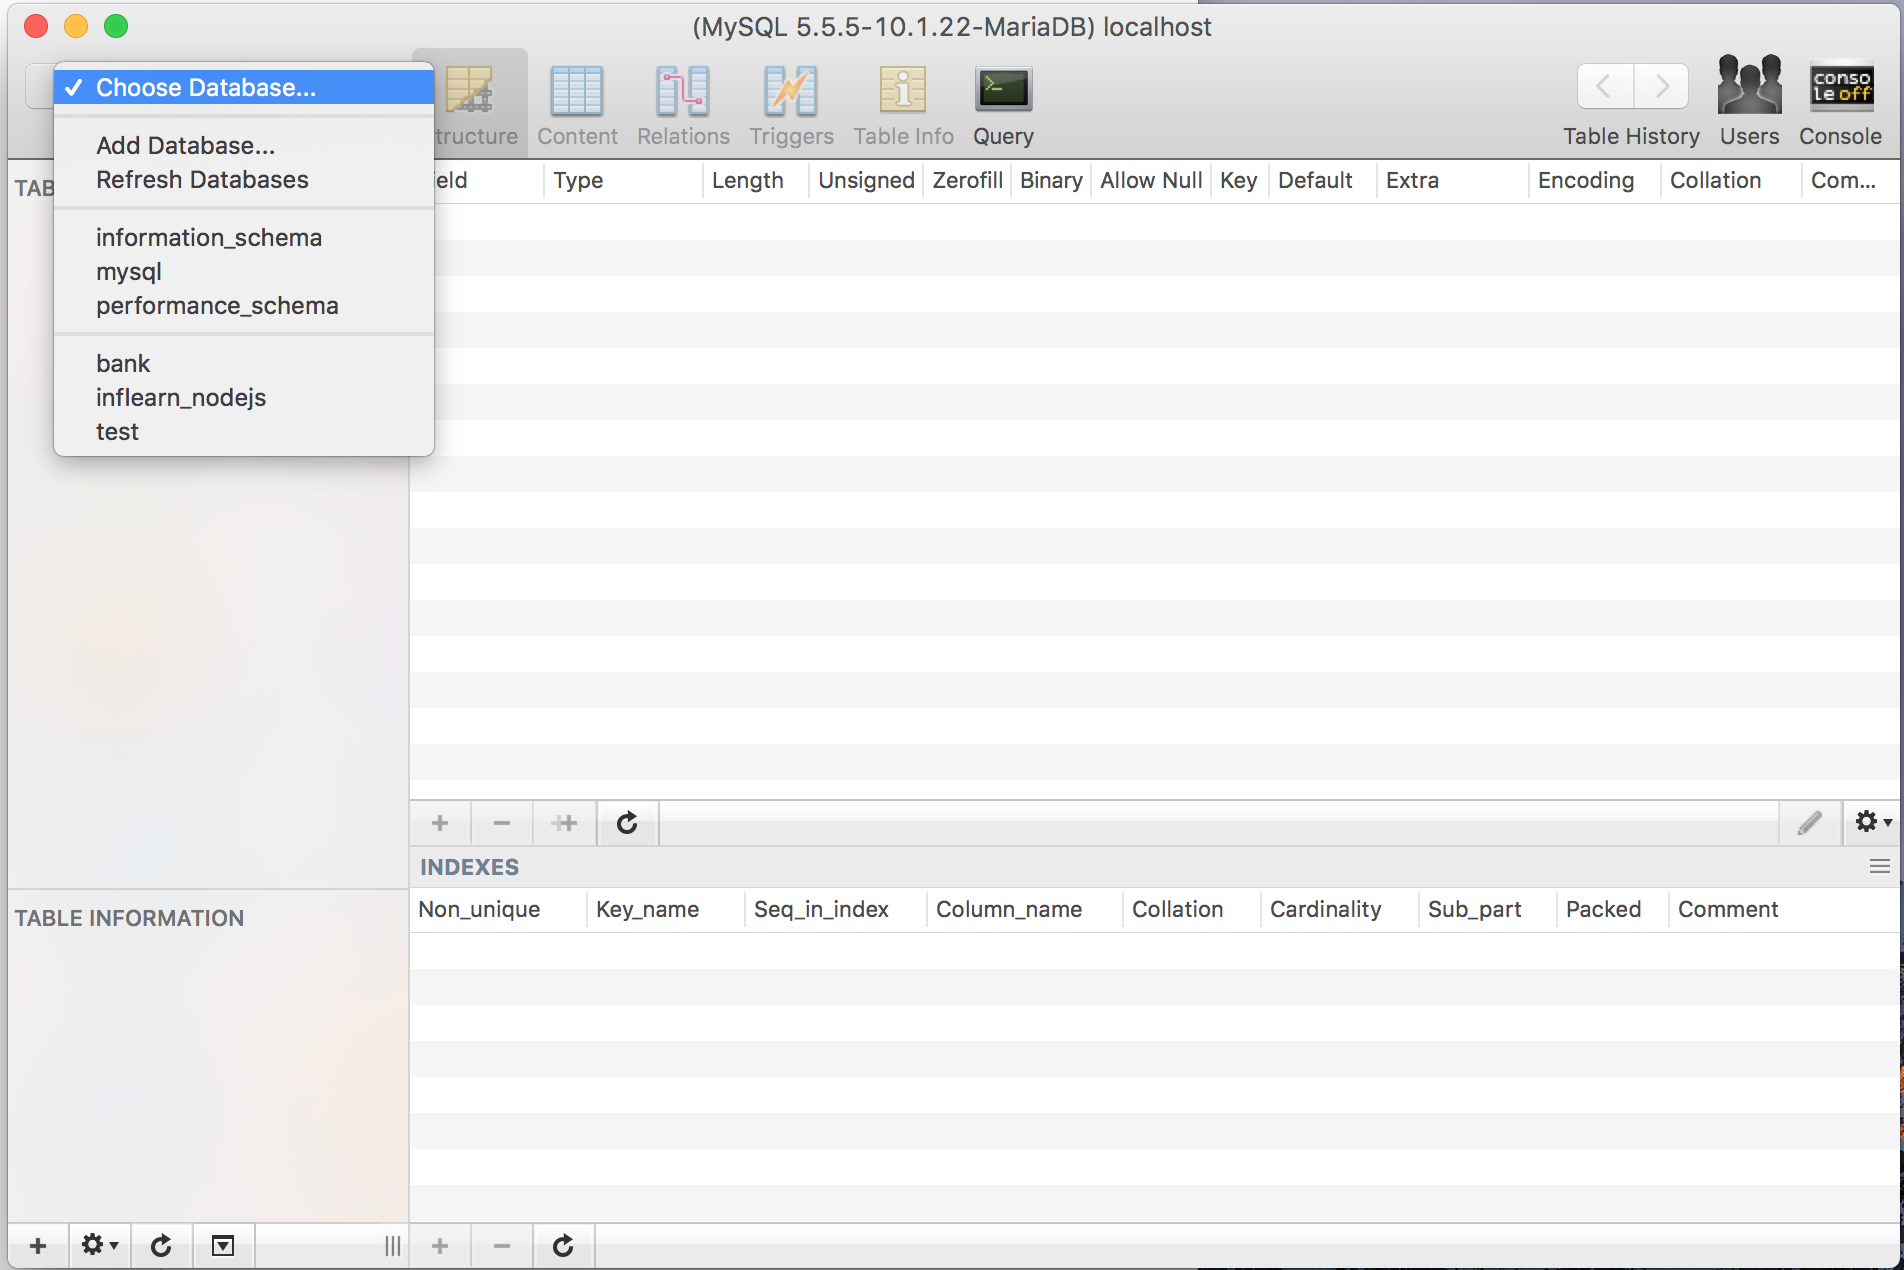 (MySQL 5.5.5-10.1.22-MariaDB) localhost
✓ Choose Database...
Add Database...
Refresh Databases
information_schema
mysql
performance_schema
bank
inflearn_nodejs
test
tructure Content Relations Triggers Table Info Query
Table History Users Console
conso
le off
TAB
ield Type Length Unsigned Zerofill Binary Allow Null Key Default Extra Encoding Collation Com...
INDEXES
Non_unique Key_name Seq_in_index Column_name Collation Cardinality Sub_part Packed Comment
TABLE INFORMATION